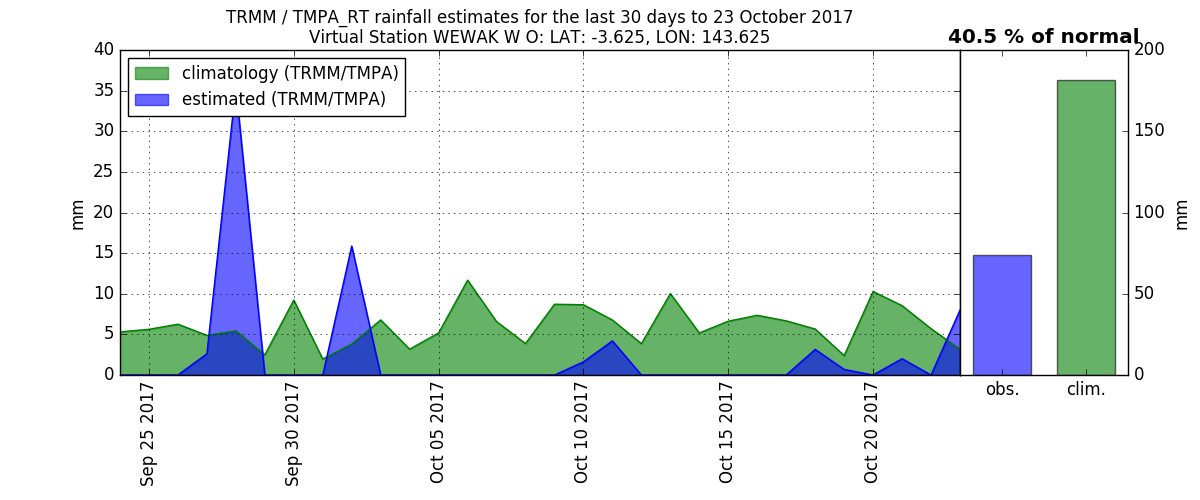 TRMM / TMPA_RT rainfall estimates for the last 30 days to 23 October 2017
Virtual Station WEWAK W O: LAT: -3.625, LON: 143.625
40.5 % of normal
climatology (TRMM/TMPA)
estimated (TRMM/TMPA)
40
35
30
25
20
15
10
5
0
mm
200
150
100
50
0
mm
Sep 25 2017
Sep 30 2017
Oct 05 2017
Oct 10 2017
Oct 15 2017
Oct 20 2017
obs.
clim.